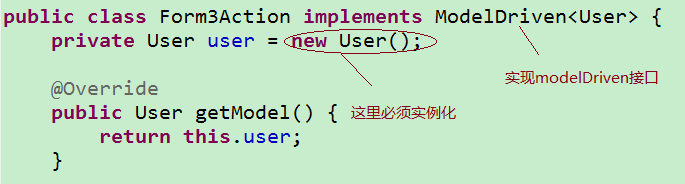 public class Form3Action implements ModelDriven<User> {
private User user = new User();
实现modelDriven接口
@Override
public User getModel() { 这里必须实例化
return this.user;
}